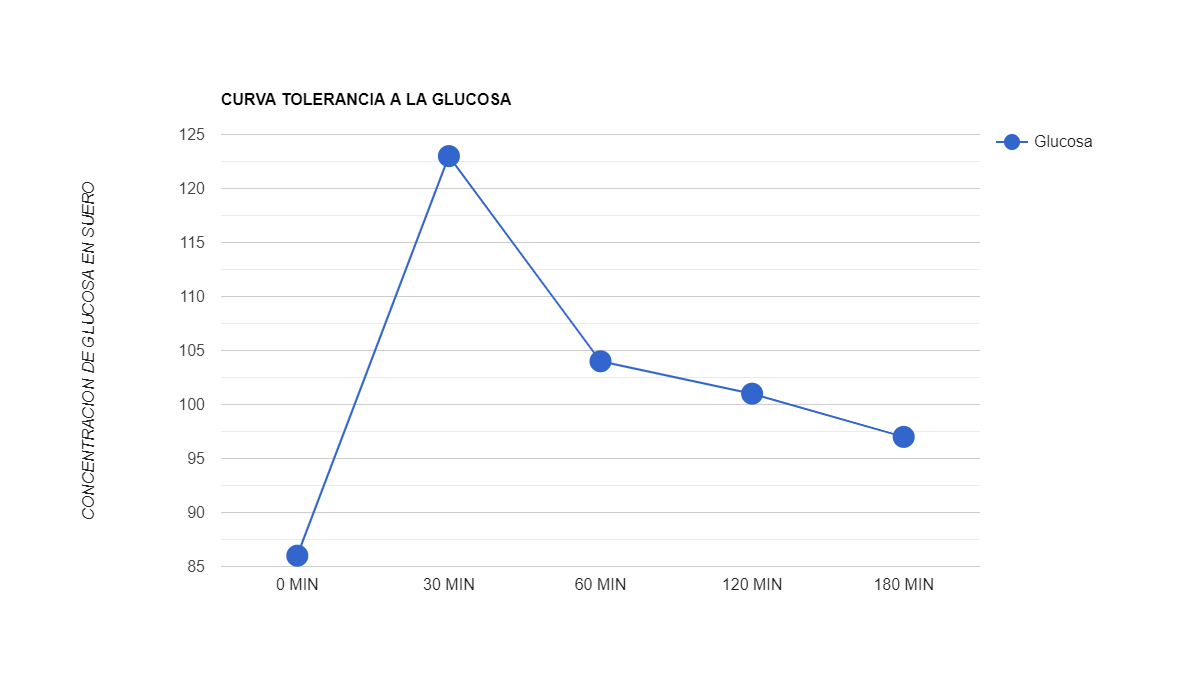 CURVA TOLERANCIA A LA GLUCOSA
Glucosa
CONCENTRACION DE GLUCOSA EN SUERO
125
120
115
110
105
100
95
90
85
0 MIN
30 MIN
60 MIN
120 MIN
180 MIN